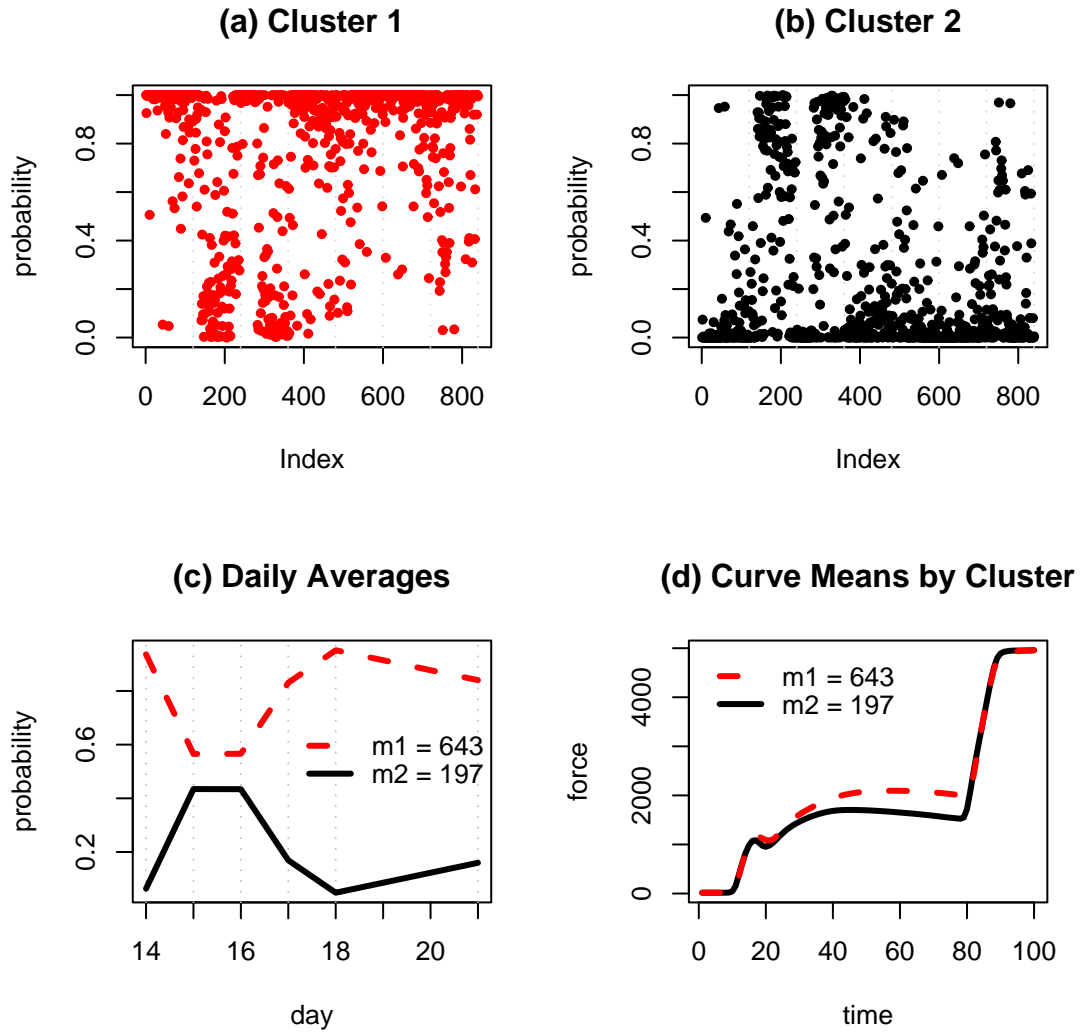 (a) Cluster 1
probability
0.0 0.4 0.8
0 200 400 600 800
Index
(b) Cluster 2
probability
0.0 0.4 0.8
0 200 400 600 800
Index
(c) Daily Averages
probability
0.2 0.6
m1 = 643
m2 = 197
14 16 18 20
day
(d) Curve Means by Cluster
force
0 2000 4000
m1 = 643
m2 = 197
0 20 40 60 80 100
time